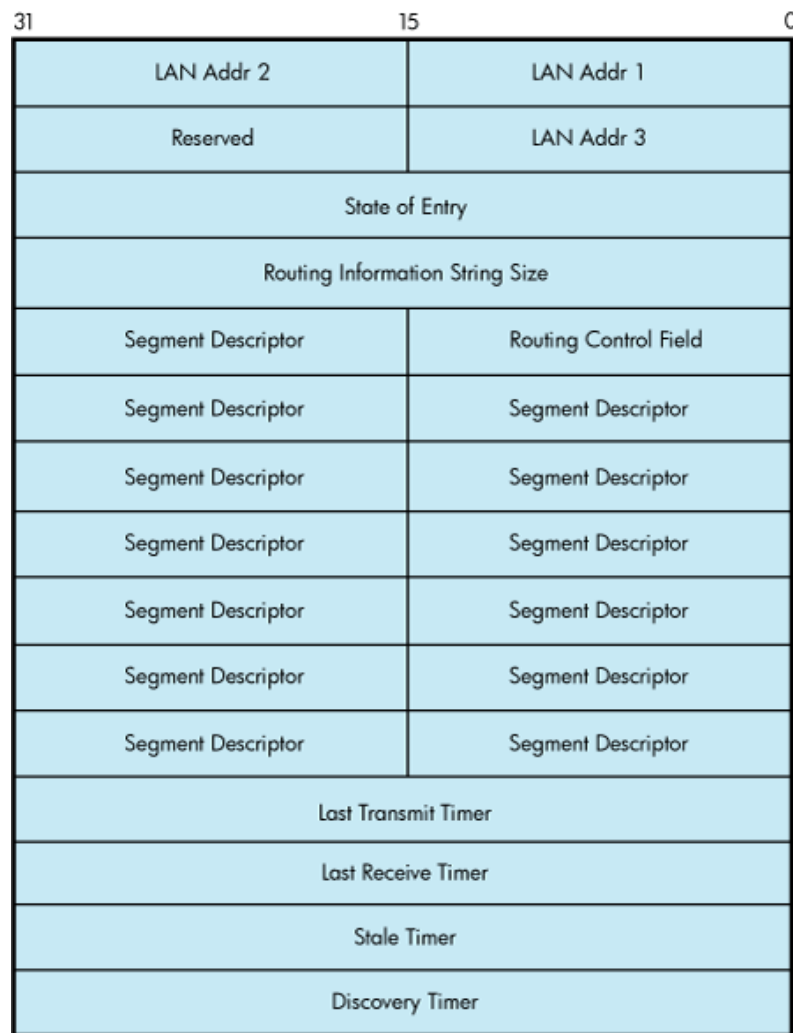 31 15 0
LAN Addr 2 LAN Addr 1
Reserved LAN Addr 3
State of Entry
Routing Information String Size
Segment Descriptor Routing Control Field
Segment Descriptor Segment Descriptor
Segment Descriptor Segment Descriptor
Segment Descriptor Segment Descriptor
Segment Descriptor Segment Descriptor
Segment Descriptor Segment Descriptor
Segment Descriptor Segment Descriptor
Last Transmit Timer
Last Receive Timer
Stale Timer
Discovery Timer